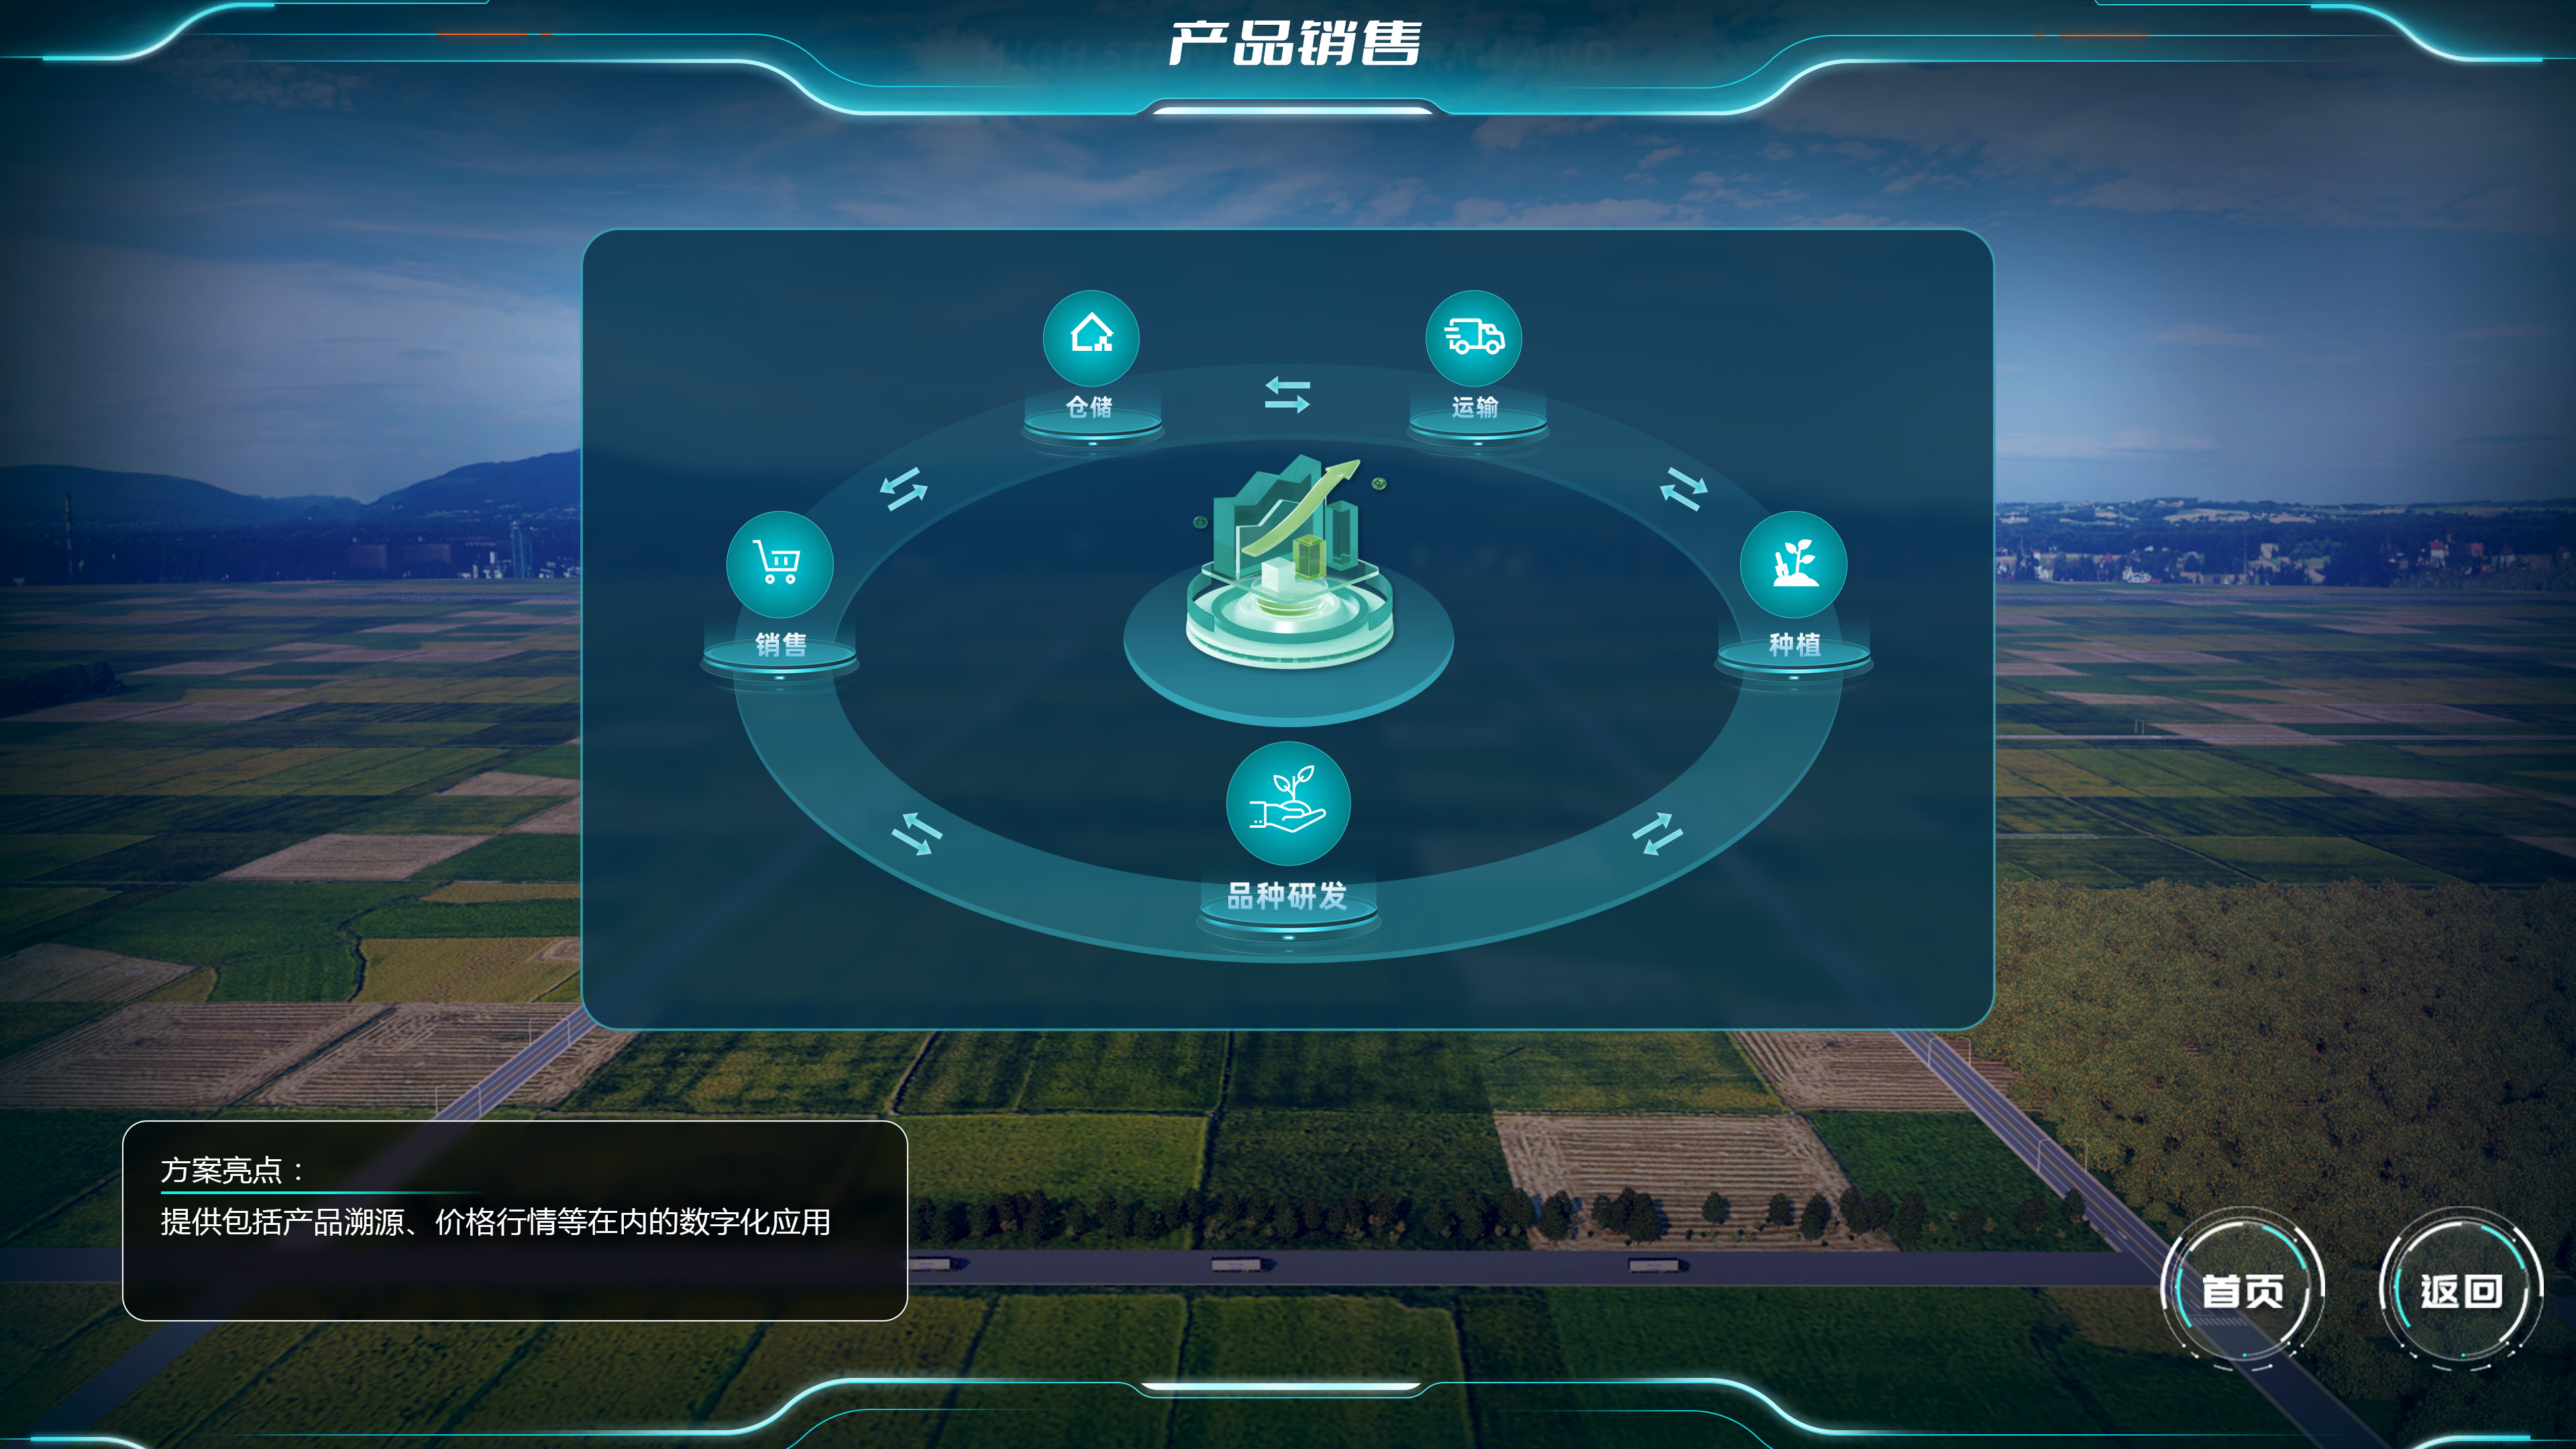 产品销售
仓储
运输
销售
种植
品种研发
方案亮点：
提供包括产品溯源、价格行情等在内的数字化应用
首页
返回